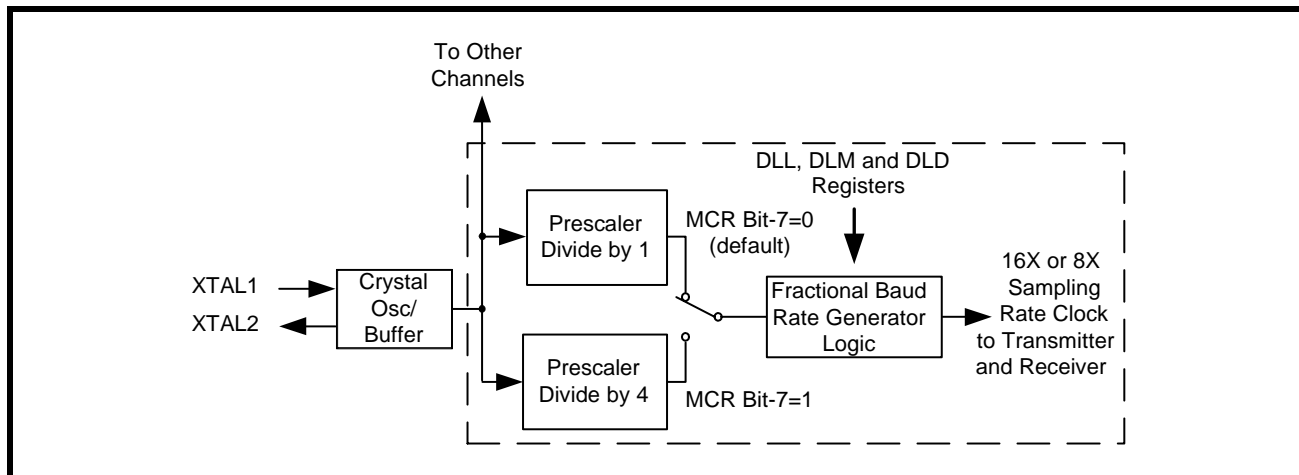 To Other
Channels
DLL, DLM and DLD
Registers
Prescaler
Divide by 1
MCR Bit-7=0
(default)
XTAL1
XTAL2
Crystal
Osc/
Buffer
Fractional Baud
Rate Generator
Logic
16X or 8X
Sampling
Rate Clock
to Transmitter
and Receiver
Prescaler
Divide by 4
MCR Bit-7=1